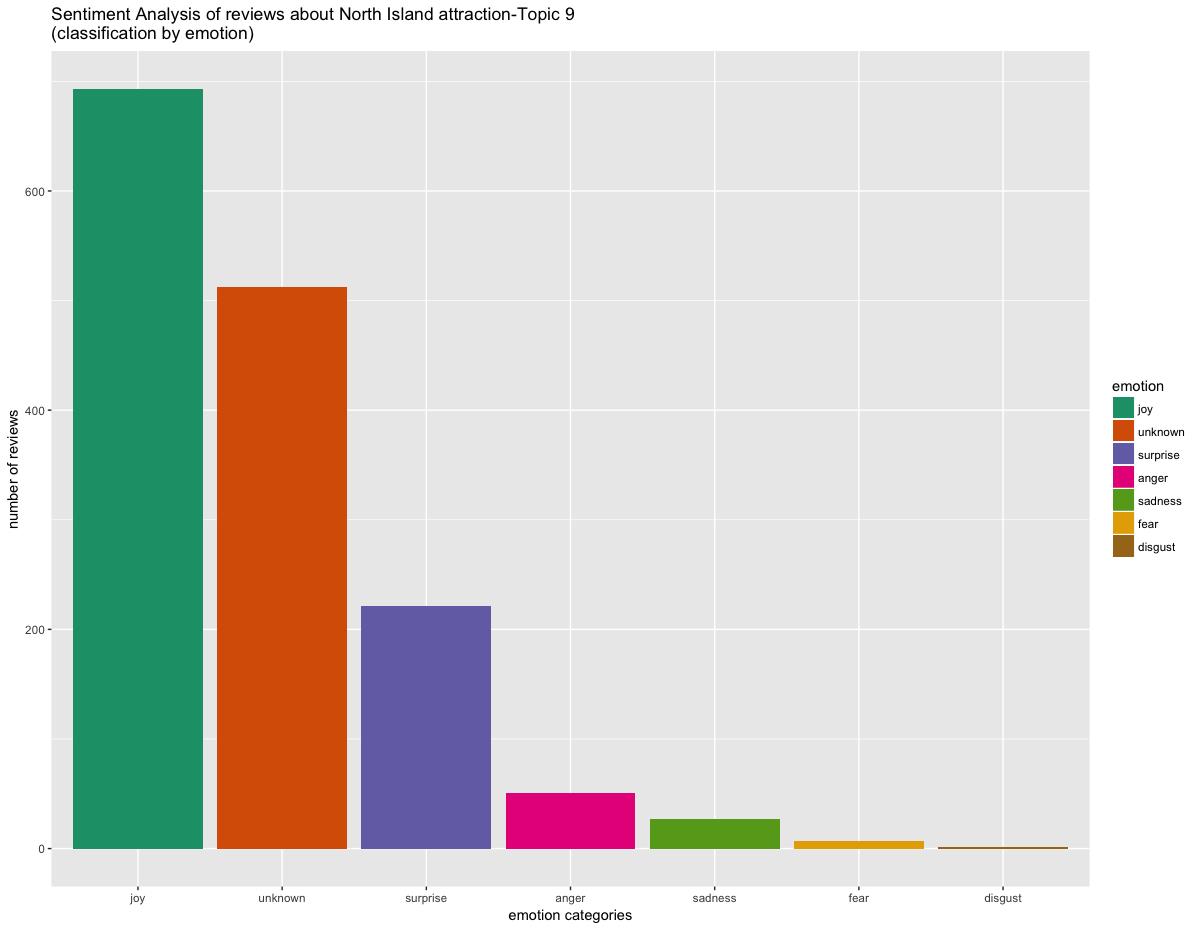 Sentiment Analysis of reviews about North Island attraction-Topic 9
(classification by emotion)
number of reviews
600
400
200
0
joy
unknown
surprise
anger
sadness
fear
disgust
emotion categories
emotion
joy
unknown
surprise
anger
sadness
fear
disgust